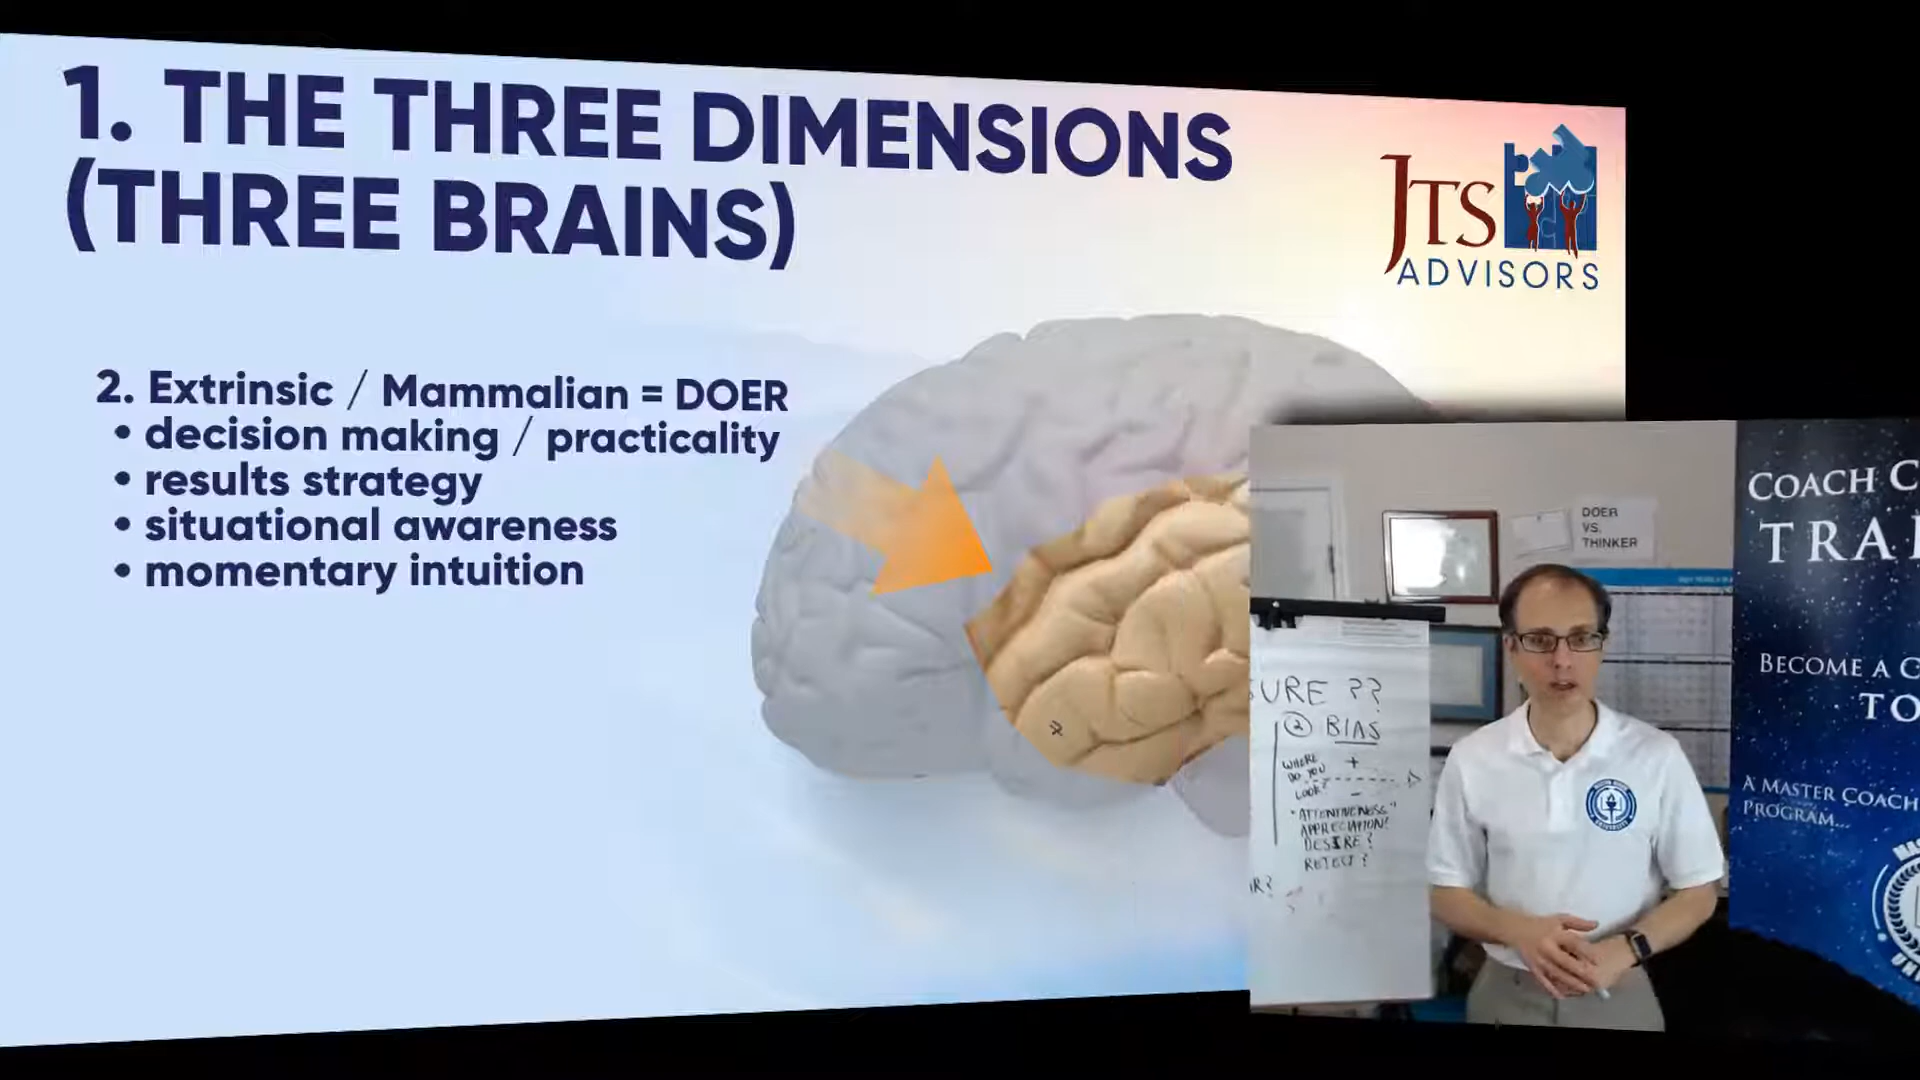 1. THE THREE DIMENSIONS
(THREE BRAINS)
JTS
ADVISORS
2. Extrinsic / Mammalian = DOER
• decision making / practicality
• results strategy
• situational awareness
• momentary intuition
DOER
VS.
THINKER
SURE ??
② BIAS
WHERE
DO YOU
LOOK?
+
-
"ATTENTIVENESS"
APPRECIATION?
DESIRE?
REJECT?
COACH C
TRA
BECOME A C
TO
A MASTER COACH
PROGRAM...